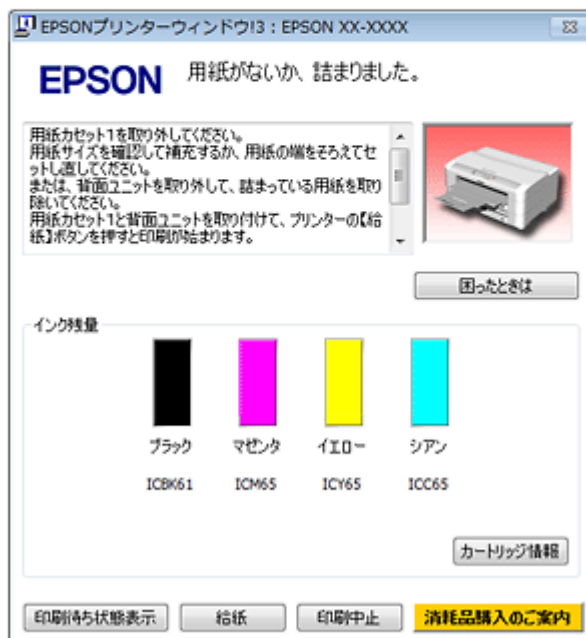 EPSONプリンターウィンドウ!3 : EPSON XX-XXXX
EPSON
用紙がないか、詰まりました。
用紙カセット1を取り外してください。
用紙サイズを確認して補充するか、用紙の端をそろえてセ
ットし直してください。
または、背面ユニットを取り外して、詰まっている用紙を取り
除いてください。
用紙カセット1と背面ユニットを取り付けて、プリンターの【給
紙】ボタンを押すと印刷が始まります。
困ったときは
インク残量
ブラック
マゼンタ
イエロー
シアン
ICBK61
ICM65
ICY65
ICC65
カートリッジ情報
印刷待ち状態表示
給紙
印刷中止
消耗品購入のご案内